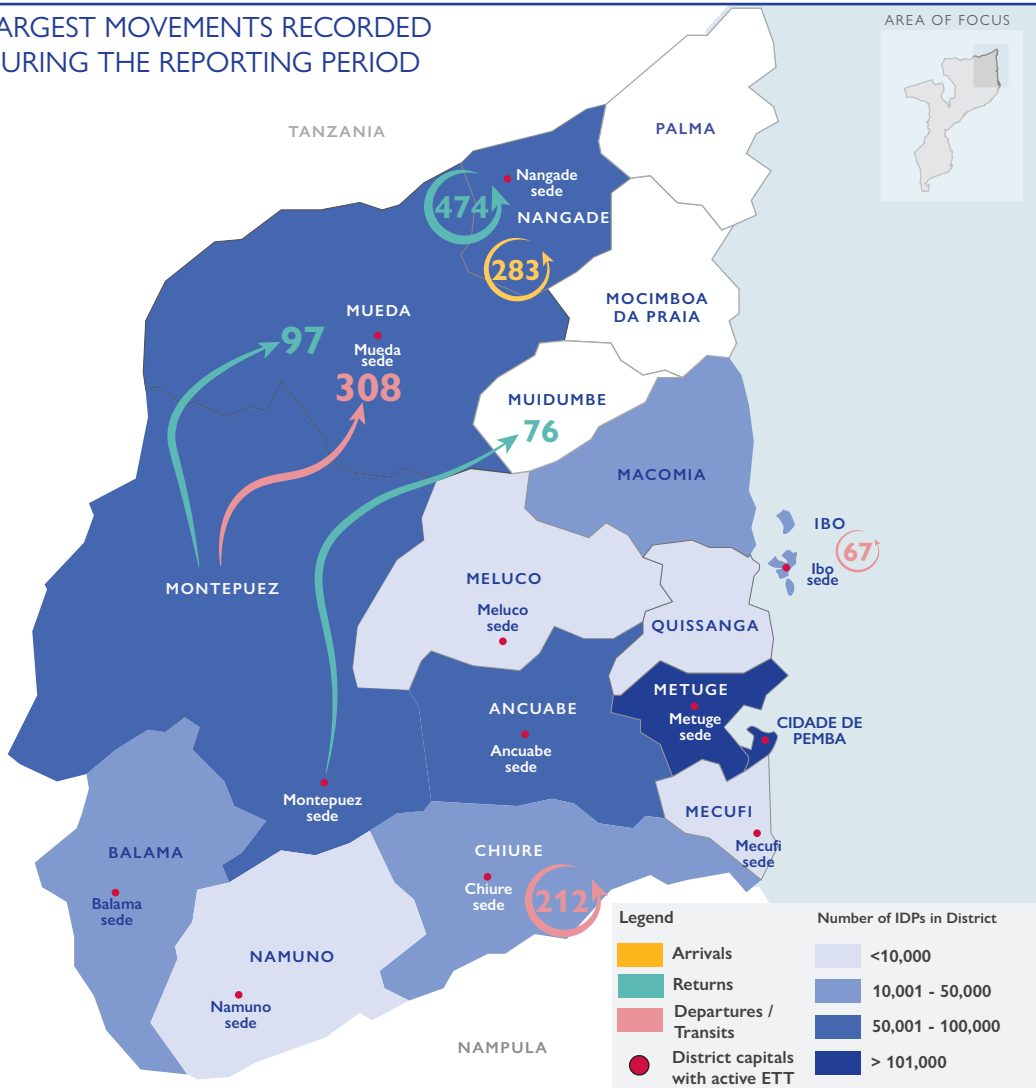 ARGEST MOVEMENTS RECORDED
URING THE REPORTING PERIOD
AREA OF FOCUS
TANZANIA
PALMA
Nangade
sede
474
NANGADE
283
MOCIMBOA
DA PRAIA
MUEDA
97
Mueda
sede
308
MUIDUMBE
76
MACOMIA
IBO
67
Ibo
sede
MONTEPUEZ
MELUCO
Meluco
sede
QUISSANGA
METUGE
Metuge
sede
CIDADE DE
PEMBA
ANCUABE
Ancuabe
sede
Montepuez
sede
MECUFI
Mecufi
sede
BALAMA
Balama
sede
CHIURE
Chiure
sede
212
NAMUNO
Namuno
sede
NAMPULA
Legend
Arrivals
Returns
Departures /
Transits
District capitals
with active ETT
Number of IDPs in District
<10,000
10,001 - 50,000
50,001 - 100,000
> 101,000